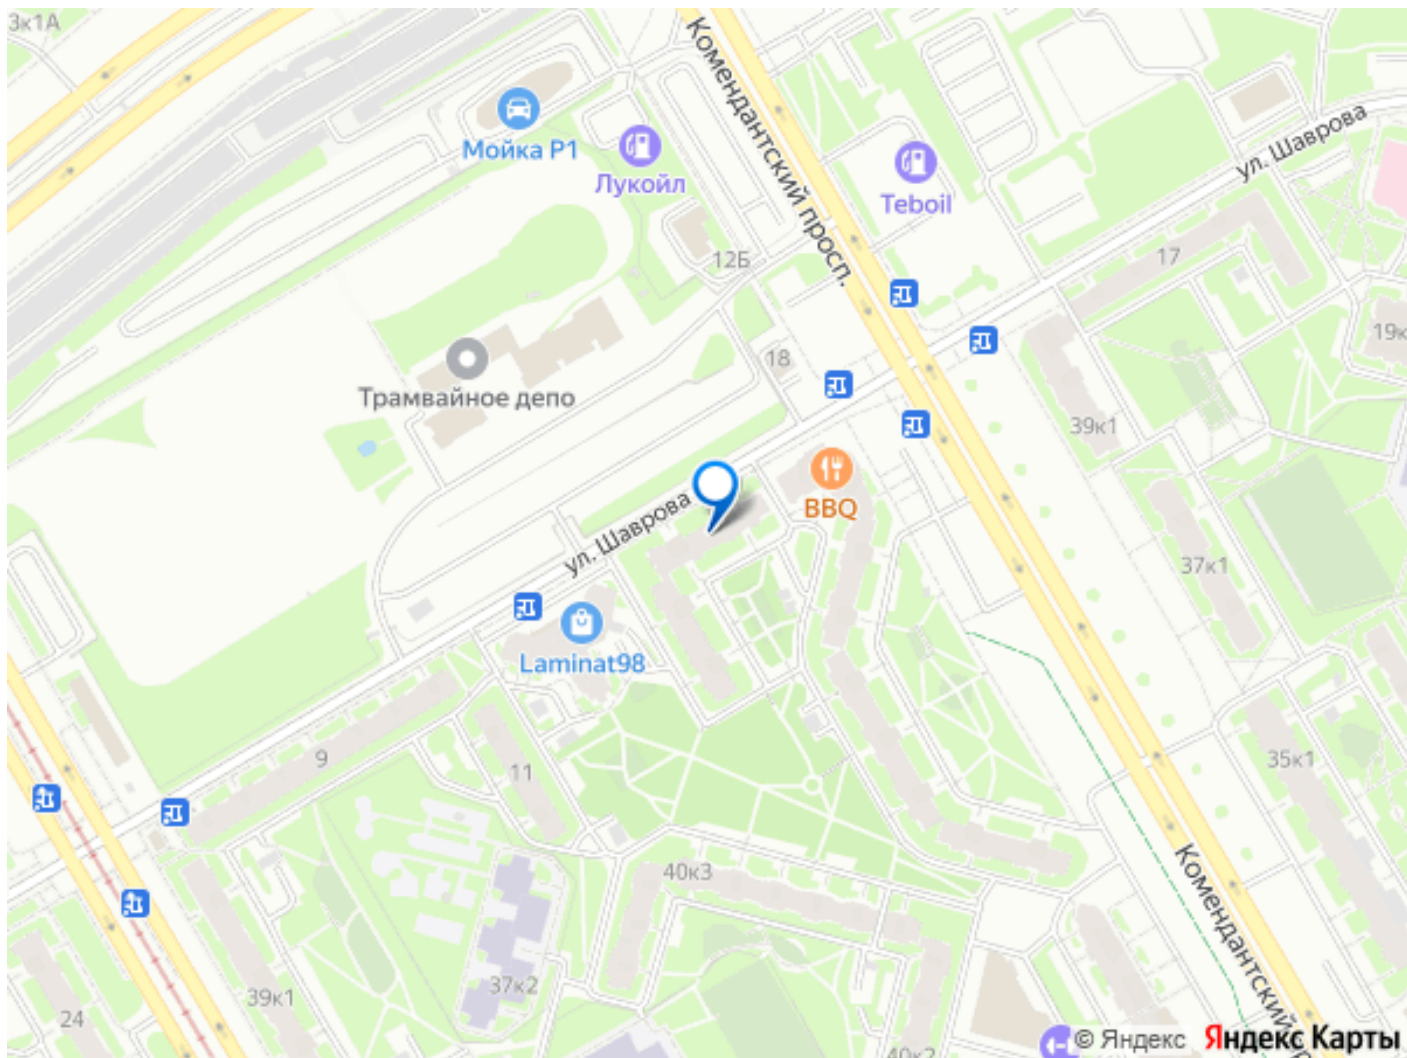 3к1А
Комендантский просп.
Мойка Р1
Лукойл
Teboil
ул. Шаврова
12Б
17
18
19к
Трамвайное депо
39к1
BBQ
ул. Шаврова
37к1
Laminat98
9
11
35к1
40к3
Комендантский
37к2
39к1
24
40к2
© Яндекс Яндекс Карты